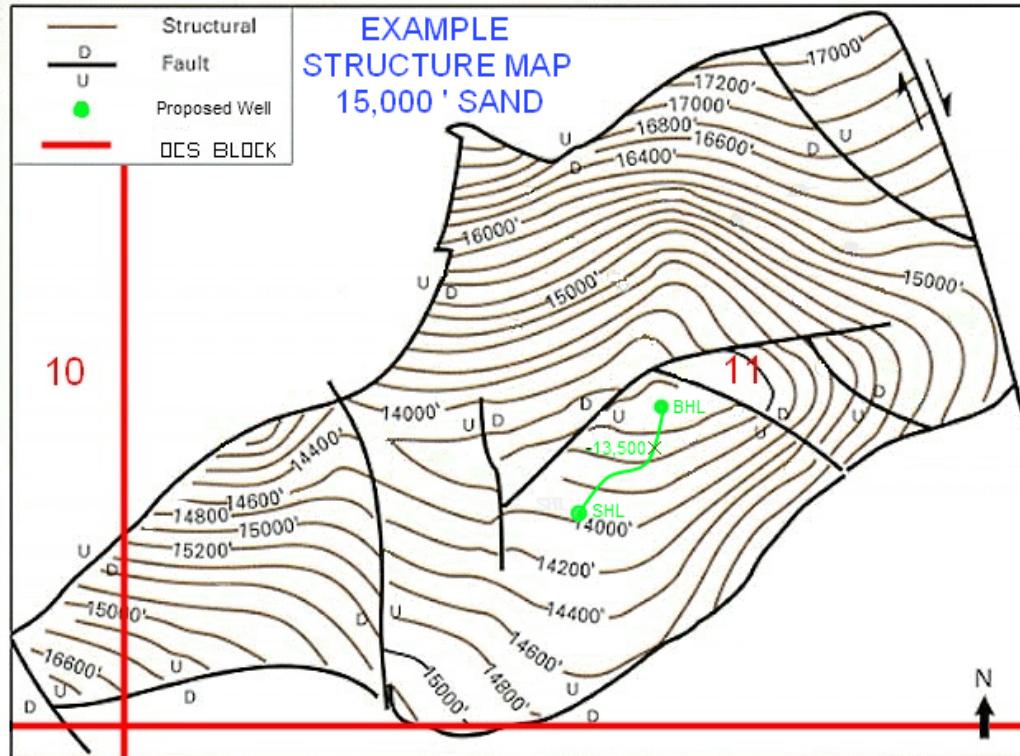 Structural
D
Fault
U
Proposed Well
OCS BLOCK
EXAMPLE
STRUCTURE MAP
15,000 ' SAND
17000'
17200'
17000'
16800'
16600'
16400'
U
D
D
U
16000'
15000'
15000'
U
D
10
11
14000'
U
D
D
U
BHL
D
U
D
U
-13,500
14400'
SHL
SHL
14000'
14600'
14800'
15000'
15200'
14200'
14400'
U
D
15000'
D
U
14600'
16600'
U
D
U
D
15000'
14800'
U
D
N